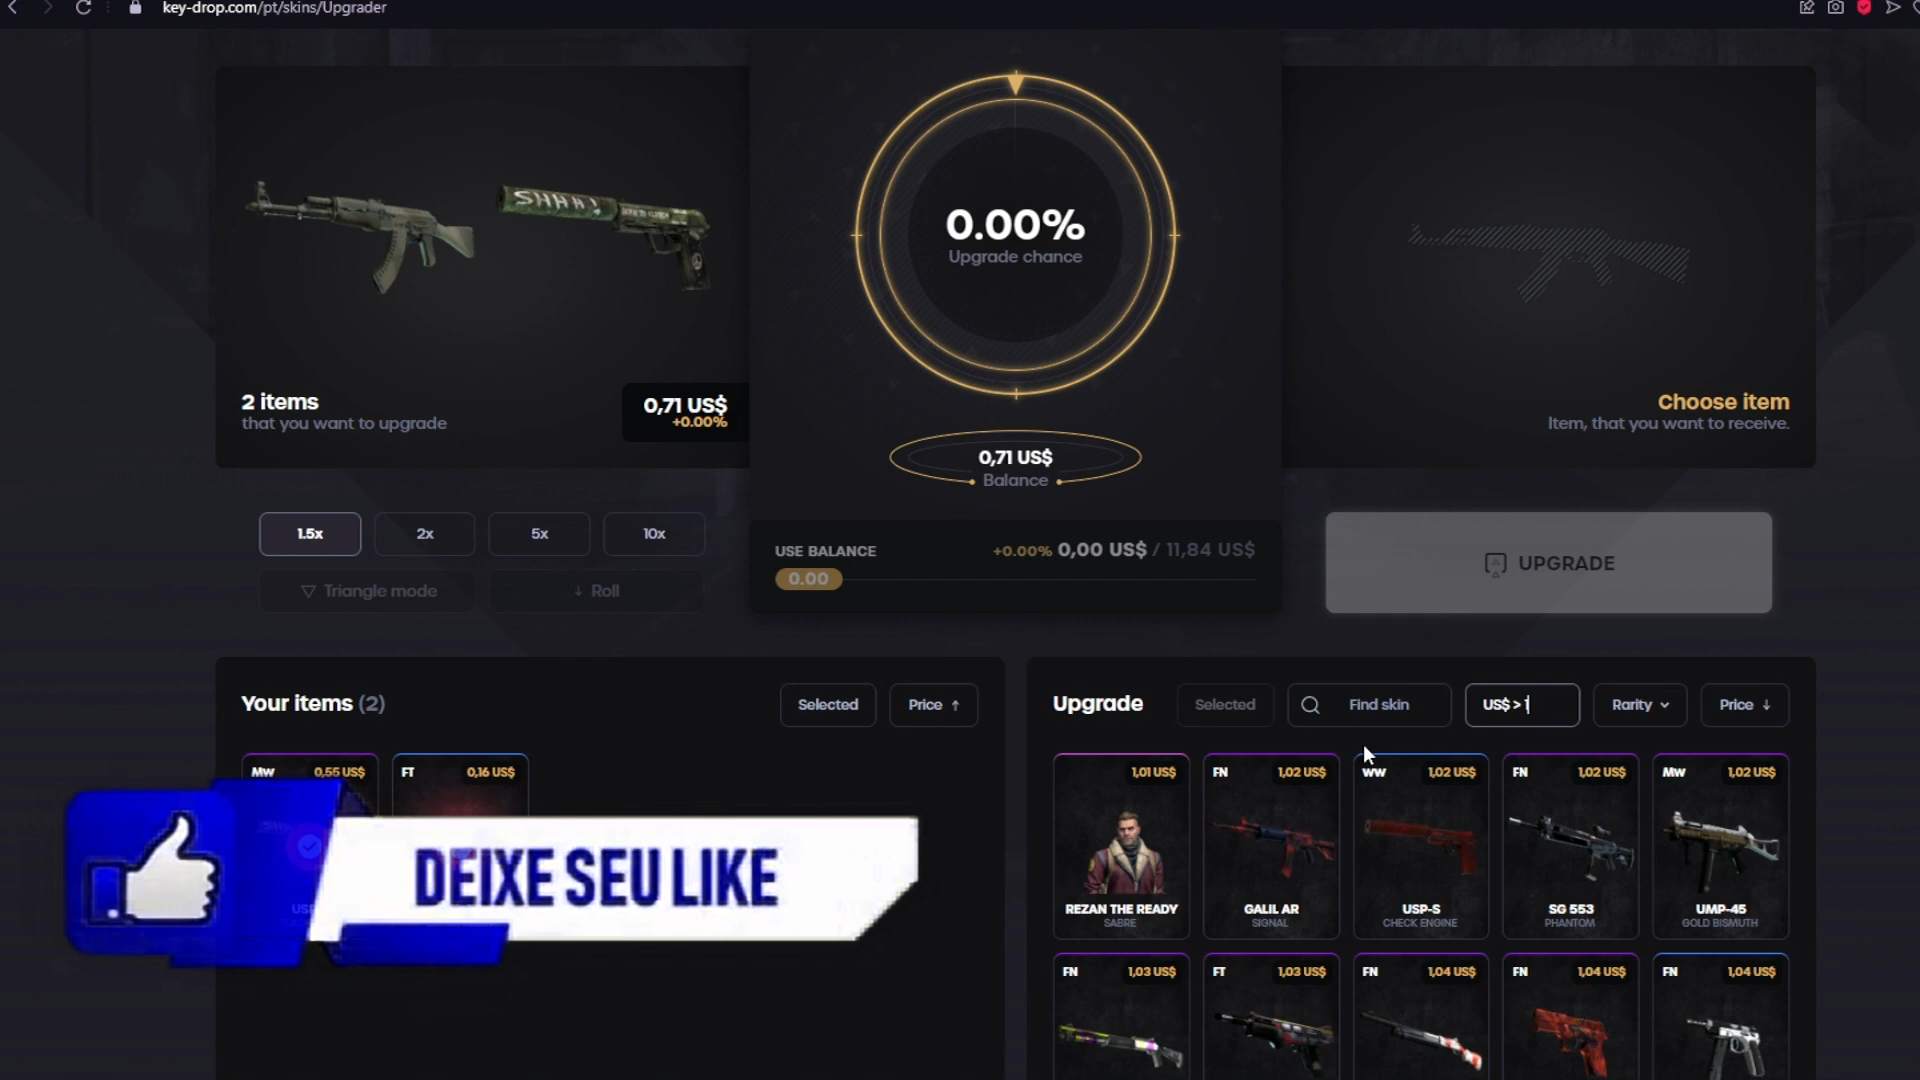 key-drop.com/pt/skins/Upgrader
SHHH!
0.00%
Upgrade chance
2 items
that you want to upgrade
0,71 US$
+0.00%
0,71 US$
Balance
Choose item
Item, that you want to receive.
1.5x
2x
5x
10x
Triangle mode
Roll
USE BALANCE
+0.00% 0,00 US$ / 11,84 US$
0.00
UPGRADE
Your items (2)
Selected
Price
Upgrade
Selected
Find skin
US$ > 1
Rarity
Price
MW 0,55 US$
FT 0,16 US$
DEIXE SEU LIKE
1,01 US$
REZAN THE READY
SABRE
FN 1,02 US$
GALIL AR
SIGNAL
WW 1,02 US$
USP-S
CHECK ENGINE
FN 1,02 US$
SG 553
PHANTOM
MW 1,02 US$
UMP-45
GOLD BISMUTH
FN 1,03 US$
FT 1,03 US$
FN 1,04 US$
FN 1,04 US$
FN 1,04 US$